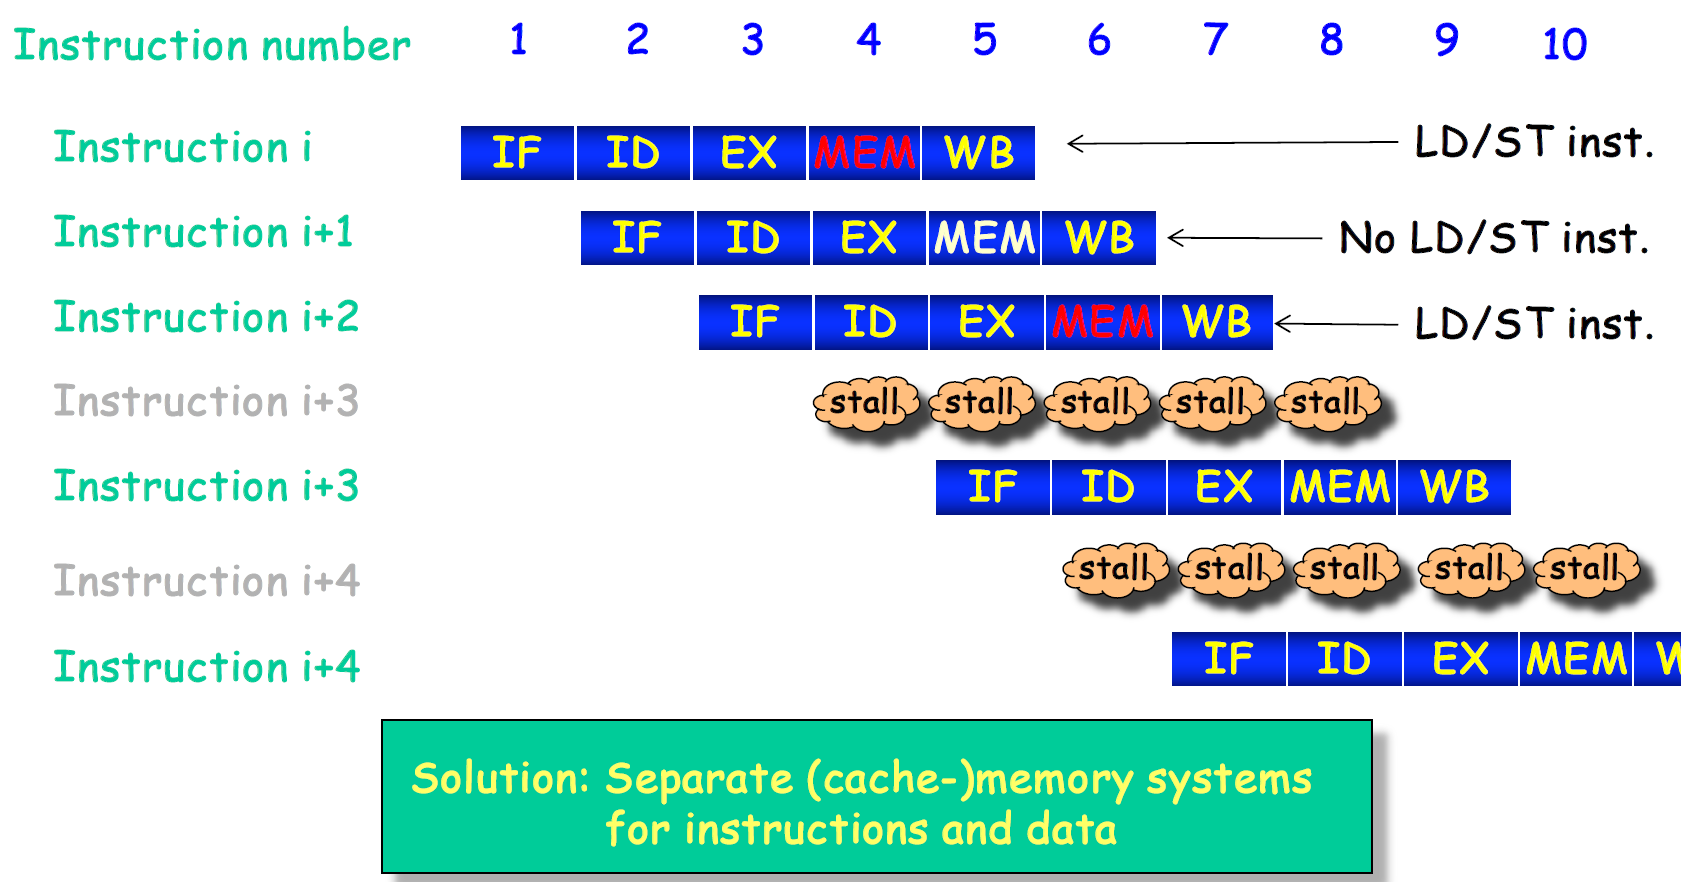 Instruction number 1 2 3 4 5 6 7 8 9 10
Instruction i IF ID EX MEM WB LD/ST inst.
Instruction i+1 IF ID EX MEM WB No LD/ST inst.
Instruction i+2 IF ID EX MEM WB LD/ST inst.
Instruction i+3 stall stall stall stall stall
Instruction i+3 IF ID EX MEM WB
Instruction i+4 stall stall stall stall stall
Instruction i+4 IF ID EX MEM W
Solution: Separate (cache-)memory systems
for instructions and data